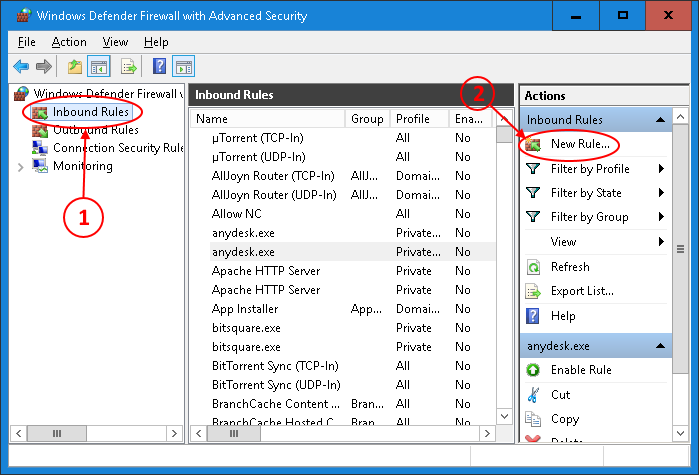 Windows Defender Firewall with Advanced Security
File Action View Help
Windows Defender Firewall
Inbound Rules
Outbound Rules
Connection Security Rule
Monitoring
1
Inbound Rules
Name Group Profile Ena...
µTorrent (TCP-In) All No
µTorrent (UDP-In) All No
AllJoyn Router (TCP-In) AllJ... Domai... No
AllJoyn Router (UDP-In) AllJ... Domai... No
Allow NC All No
anydesk.exe Private... No
anydesk.exe Private... No
Apache HTTP Server Private No
Apache HTTP Server Private No
App Installer App... Domai... No
bitsquare.exe Private No
bitsquare.exe Private No
BitTorrent Sync (TCP-In) All No
BitTorrent Sync (UDP-In) All No
BranchCache Content ... Bran... All No
BranchCache Hosted C... Bran... All No
2
Actions
Inbound Rules
New Rule...
Filter by Profile
Filter by State
Filter by Group
View
Refresh
Export List...
Help
anydesk.exe
Enable Rule
Cut
Copy
Delete